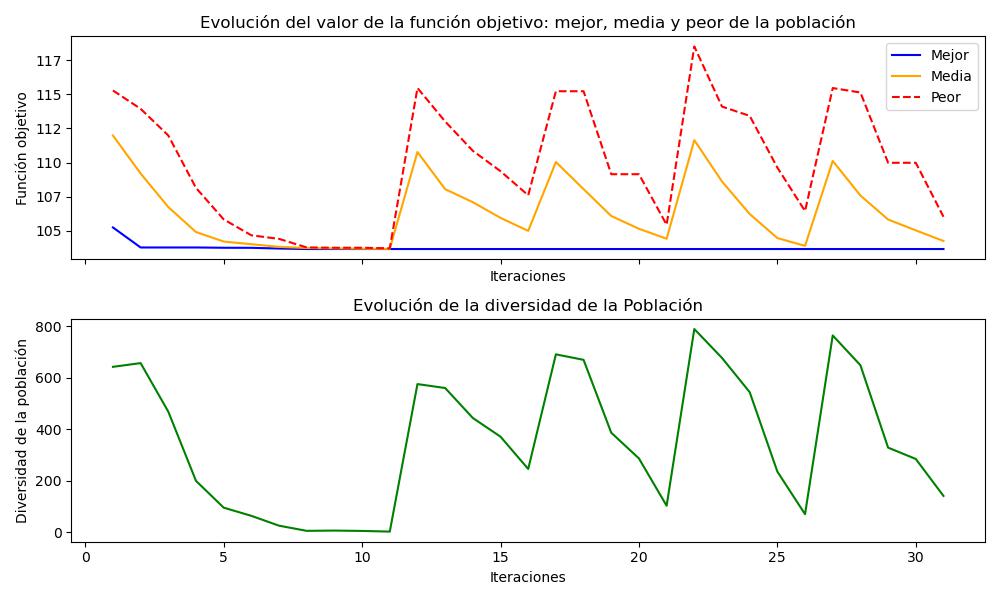 Evolución del valor de la función objetivo: mejor, media y peor de la población
Función objetivo
117
115
112
110
107
105
Mejor
Media
Peor
Iteraciones
Evolución de la diversidad de la Población
Diversidad de la población
800
600
400
200
0
0 5 10 15 20 25 30
Iteraciones